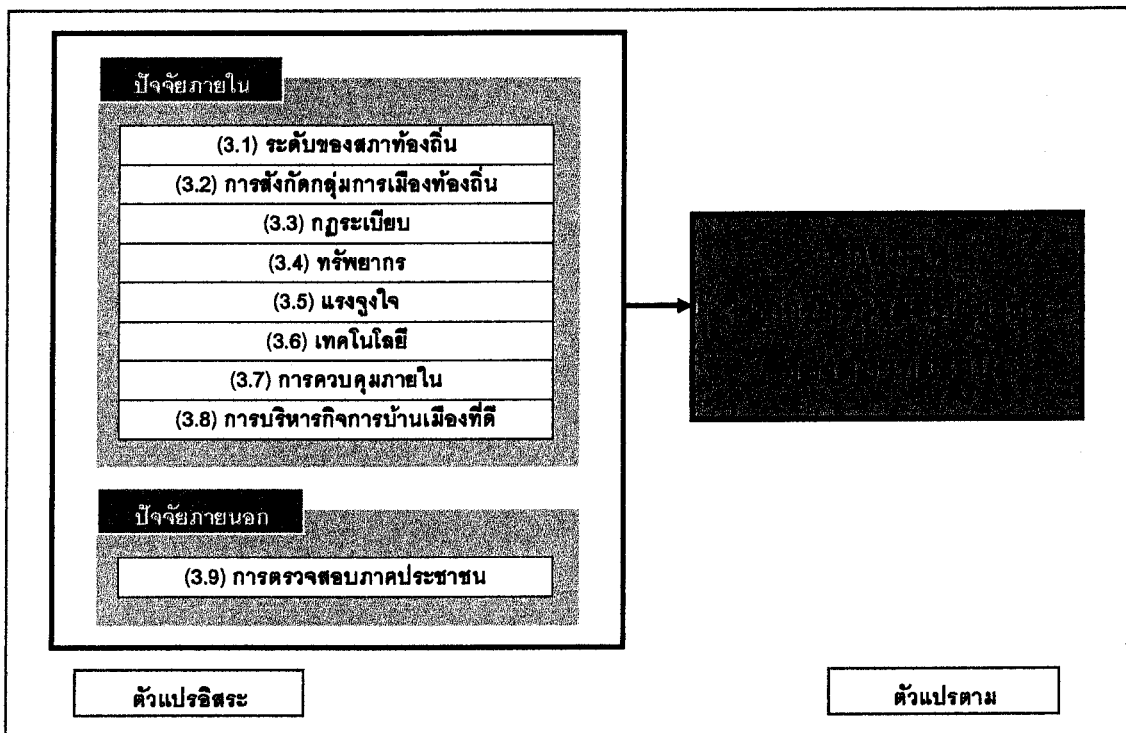 ปัจจัยภายใน
(3.1) ระดับของสภาท้องถิ่น
(3.2) การสังกัดกลุ่มการเมืองท้องถิ่น
(3.3) กฎระเบียบ
(3.4) ทรัพยากร
(3.5) แรงจูงใจ
(3.6) เทคโนโลยี
(3.7) การควบคุมภายใน
(3.8) การบริหารกิจการบ้านเมืองที่ดี
ปัจจัยภายนอก
(3.9) การตรวจสอบภาคประชาชน
ตัวแปรอิสระ
ตัวแปรตาม